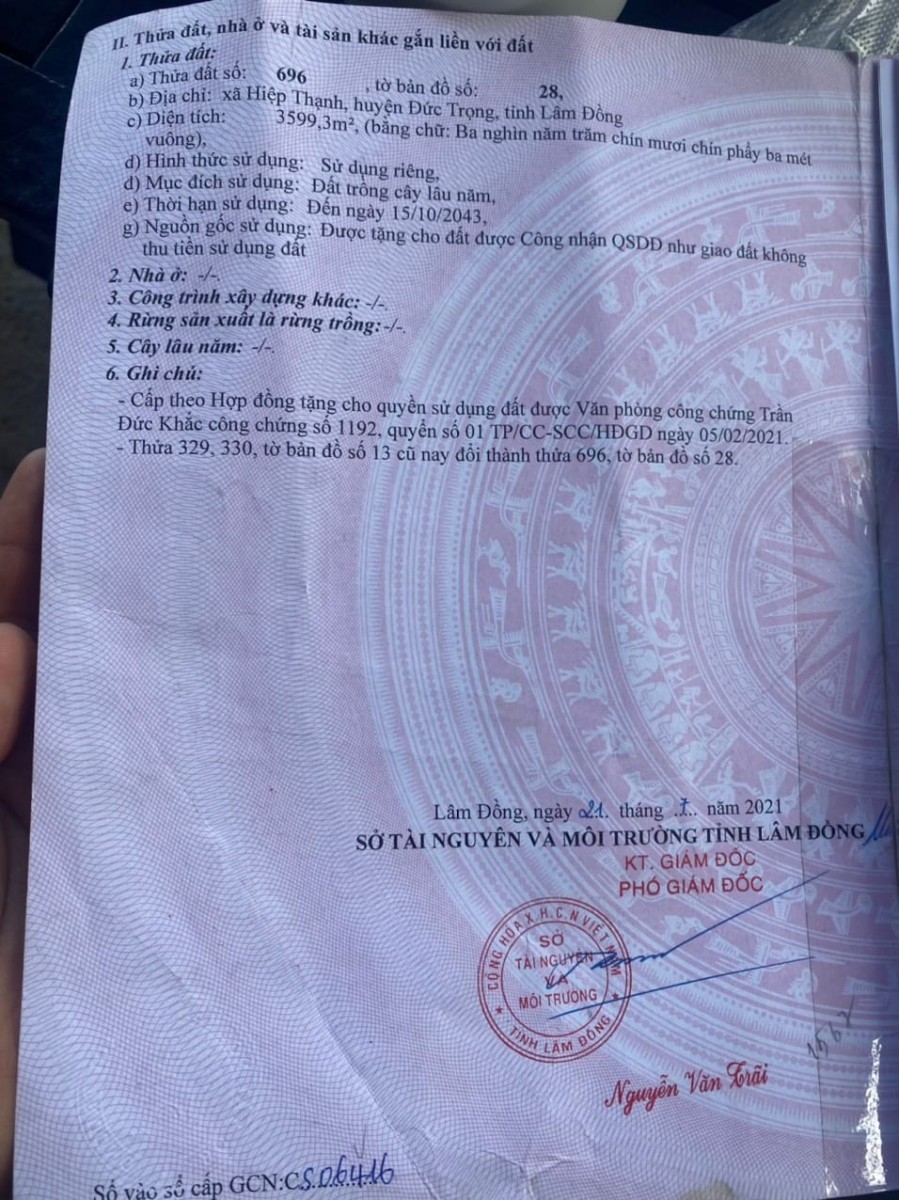 II. Thửa đất, nhà ở và tài sản khác gắn liền với đất
1. Thửa đất:
a) Thửa đất số: 696 , tờ bản đồ số: 28,
b) Địa chỉ: xã Hiệp Thạnh, huyện Đức Trọng, tỉnh Lâm Đồng
c) Diện tích: 3599,3m², (bằng chữ: Ba nghìn năm trăm chín mươi chín phẩy ba mét
vuông),
d) Hình thức sử dụng: Sử dụng riêng,
đ) Mục đích sử dụng: Đất trồng cây lâu năm,
e) Thời hạn sử dụng: Đến ngày 15/10/2043,
g) Nguồn gốc sử dụng: Được tặng cho đất được Công nhận QSDĐ như giao đất không
thu tiền sử dụng đất
2. Nhà ở: -/-.
3. Công trình xây dựng khác: -/-.
4. Rừng sản xuất là rừng trồng: -/-.
5. Cây lâu năm: -/-.
6. Ghi chú:
- Cấp theo Hợp đồng tặng cho quyền sử dụng đất được Văn phòng công chứng Trần
Đức Khắc công chứng số 1192, quyển số 01 TP/CC-SCC/HĐGD ngày 05/02/2021.
- Thửa 329, 330, tờ bản đồ số 13 cũ nay đổi thành thửa 696, tờ bản đồ số 28.
Lâm Đồng, ngày 21 tháng 7 năm 2021
SỞ TÀI NGUYÊN VÀ MÔI TRƯỜNG TỈNH LÂM ĐỒNG
KT. GIÁM ĐỐC
PHÓ GIÁM ĐỐC
CỘNG HÒA X.H.C.N VIỆT NAM
SỞ
TÀI NGUYÊN
VÀ
MÔI TRƯỜNG
TỈNH LÂM ĐỒNG
Nguyễn Văn Trãi
Số vào sổ cấp GCN:CS.06416